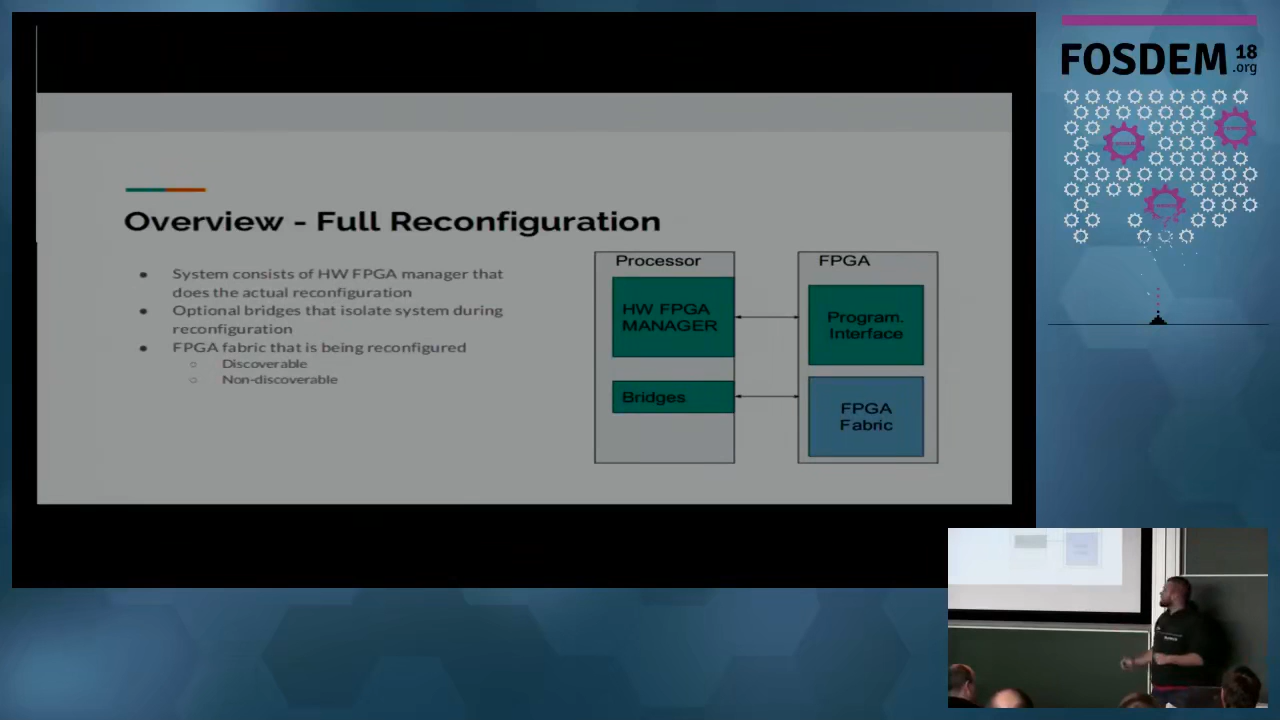 FOSDEM 18
.org
Overview - Full Reconfiguration
● System consists of HW FPGA manager that
does the actual reconfiguration
● Optional bridges that isolate system during
reconfiguration
● FPGA fabric that is being reconfigured
○ Discoverable
○ Non-discoverable
Processor
HW FPGA
MANAGER
Bridges
FPGA
Program.
Interface
FPGA
Fabric